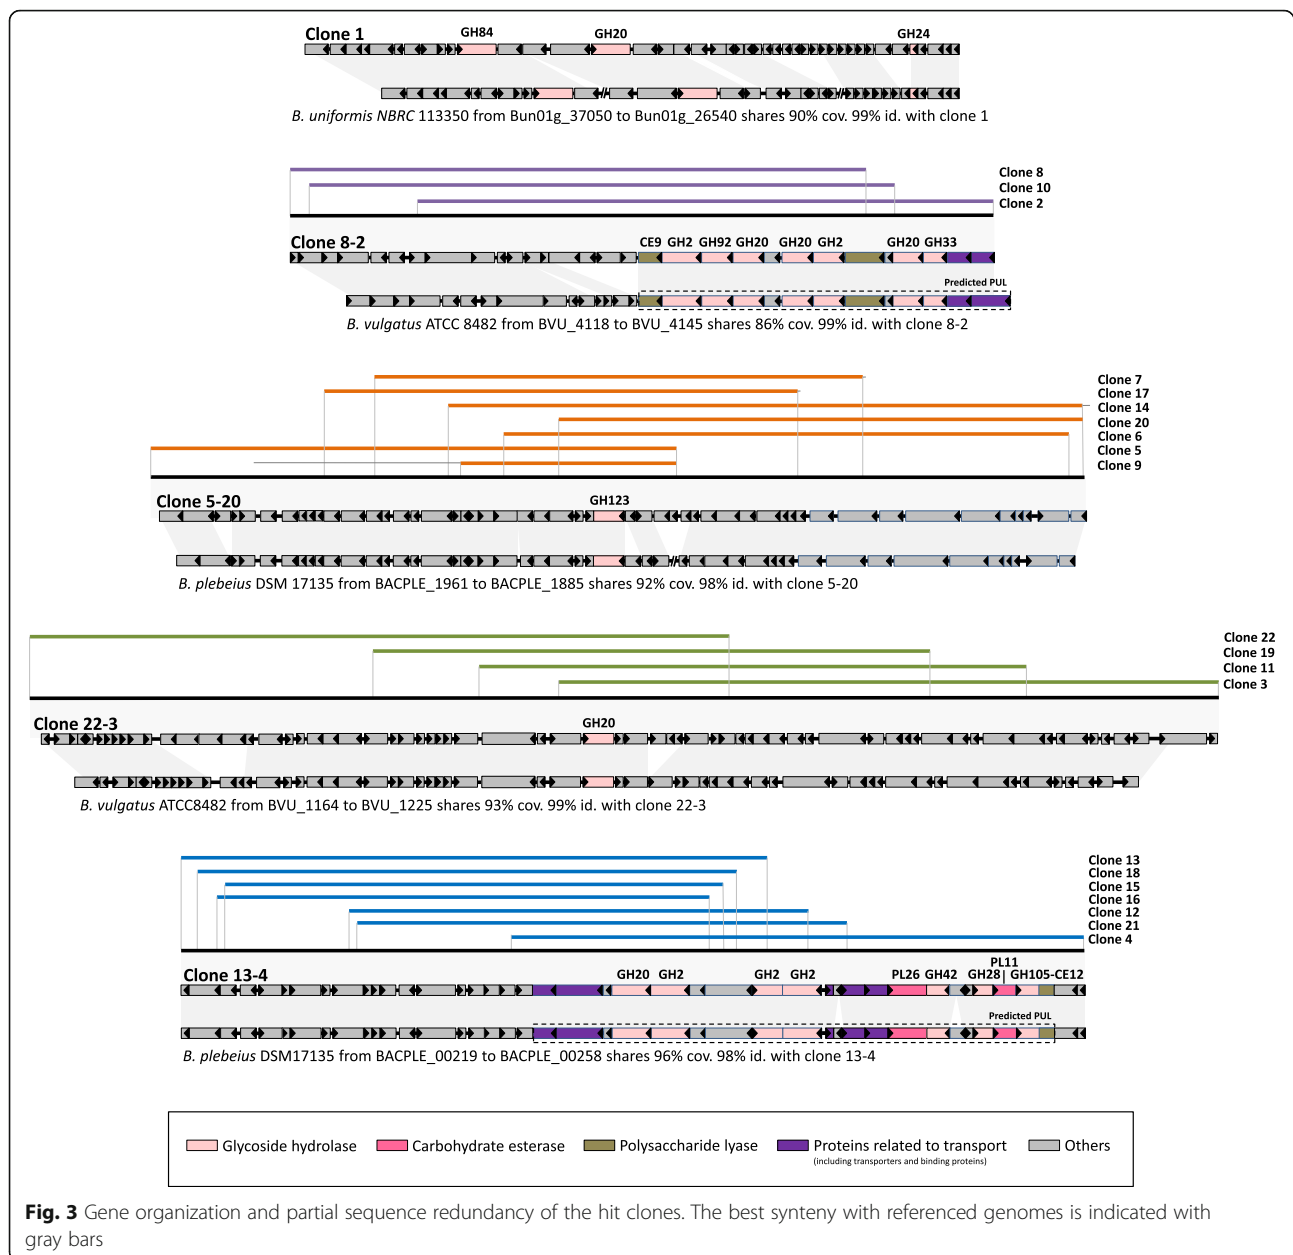 Clone 1
GH84
GH20
GH24
B. uniformis NBRC 113350 from Bun01g_37050 to Bun01g_26540 shares 90% cov. 99% id. with clone 1
Clone 8
Clone 10
Clone 2
Clone 8-2
CE9 GH2 GH92 GH20 GH20 GH2 GH20 GH33
Predicted PUL
B. vulgatus ATCC 8482 from BVU_4118 to BVU_4145 shares 86% cov. 99% id. with clone 8-2
Clone 7
Clone 17
Clone 14
Clone 20
Clone 6
Clone 5
Clone 9
Clone 5-20
GH123
B. plebeius DSM 17135 from BACPLE_1961 to BACPLE_1885 shares 92% cov. 98% id. with clone 5-20
Clone 22
Clone 19
Clone 11
Clone 3
Clone 22-3
GH20
B. vulgatus ATCC8482 from BVU_1164 to BVU_1225 shares 93% cov. 99% id. with clone 22-3
Clone 13
Clone 18
Clone 15
Clone 16
Clone 12
Clone 21
Clone 4
PL11
Clone 13-4
GH20 GH2 GH2 GH2 PL26 GH42 GH28 GH105-CE12
Predicted PUL
B. plebeius DSM17135 from BACPLE_00219 to BACPLE_00258 shares 96% cov. 98% id. with clone 13-4
Glycoside hydrolase
Carbohydrate esterase
Polysaccharide lyase
Proteins related to transport
(including transporters and binding proteins)
Others
Fig. 3 Gene organization and partial sequence redundancy of the hit clones. The best synteny with referenced genomes is indicated with
gray bars